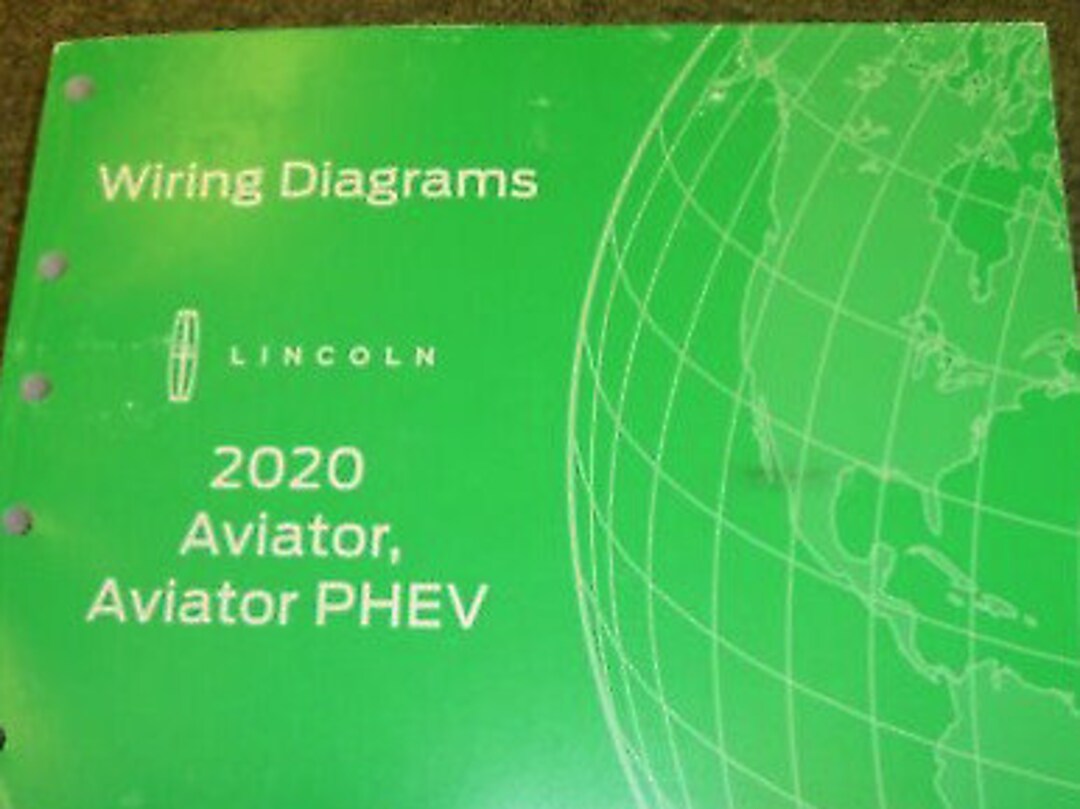 Wiring Diagrams
LINCOLN
2020
Aviator,
Aviator PHEV